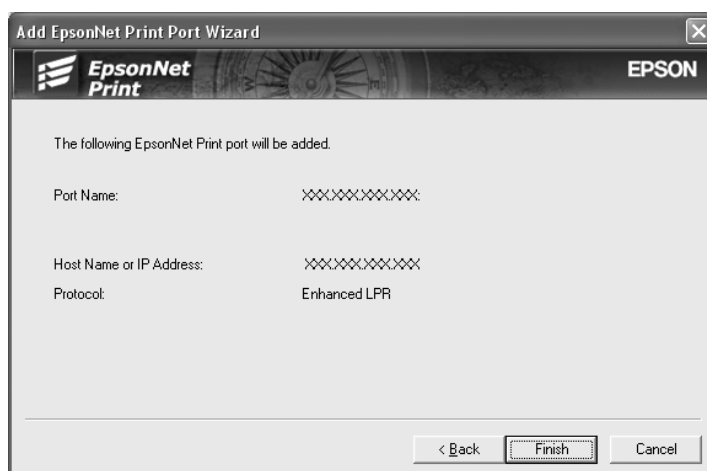 Add EpsonNet Print Port Wizard
EpsonNet
Print
EPSON
The following EpsonNet Print port will be added.
Port Name: XXX.XXX.XXX.XXX:
Host Name or IP Address: XXX.XXX.XXX.XXX
Protocol: Enhanced LPR
< Back Finish Cancel